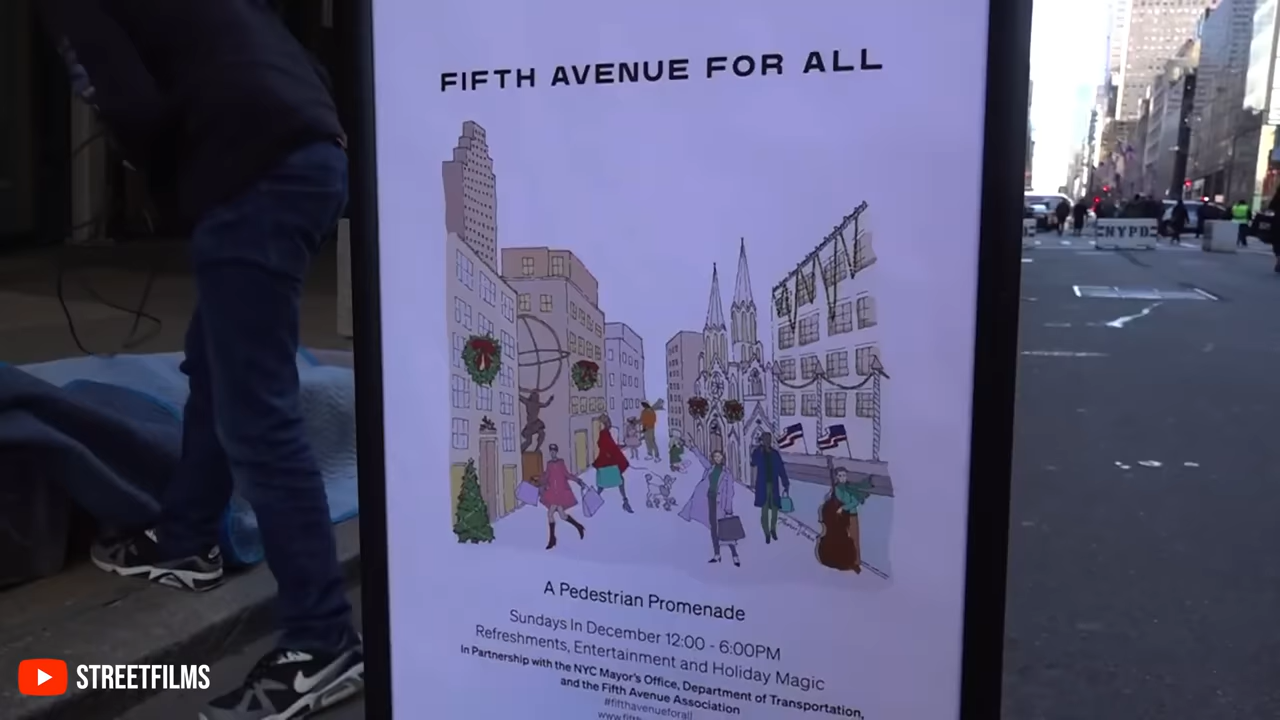 FIFTH AVENUE FOR ALL
NYPD
A Pedestrian Promenade
Sundays In December 12:00 - 6:00PM
Refreshments, Entertainment and Holiday Magic
In Partnership with the NYC Mayor's Office, Department of Transportation,
and the Fifth Avenue Association
#fifthavenueforall
STREETFILMS